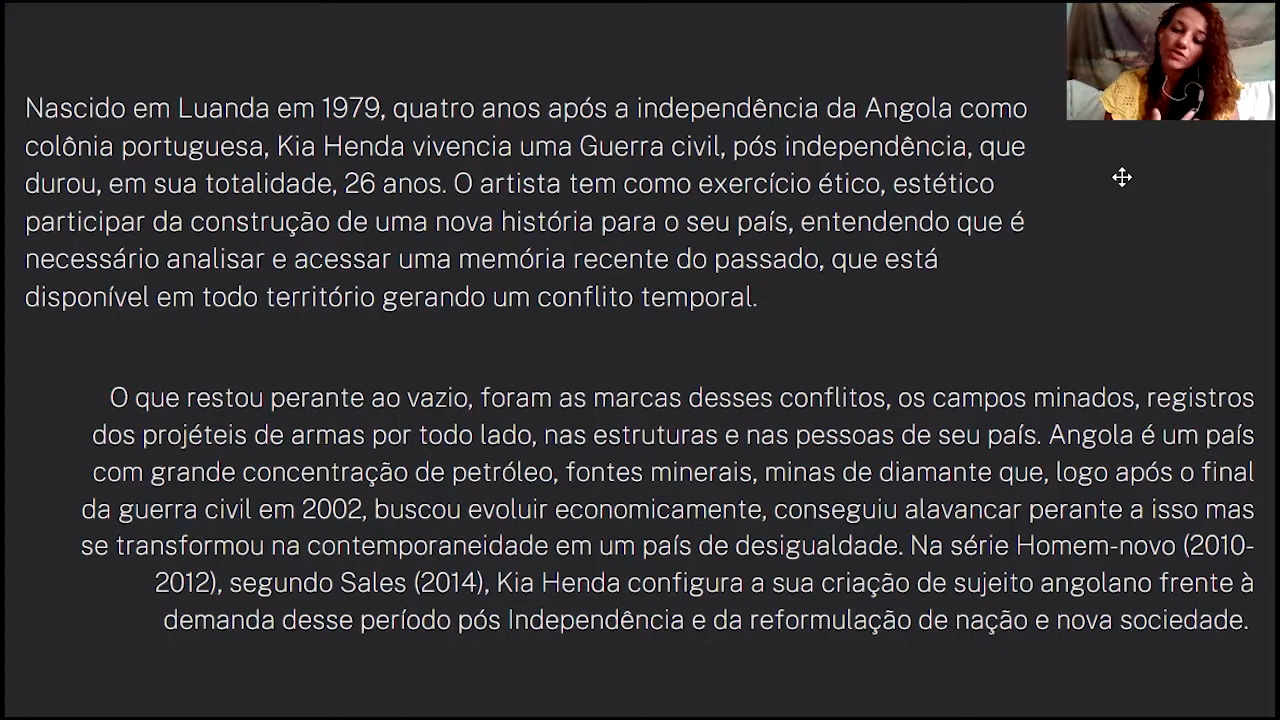 Nascido em Luanda em 1979, quatro anos após a independência da Angola como
colônia portuguesa, Kia Henda vivencia uma Guerra civil, pós independência, que
durou, em sua totalidade, 26 anos. O artista tem como exercício ético, estético
participar da construção de uma nova história para o seu país, entendendo que é
necessário analisar e acessar uma memória recente do passado, que está
disponível em todo território gerando um conflito temporal.
O que restou perante ao vazio, foram as marcas desses conflitos, os campos minados, registros
dos projéteis de armas por todo lado, nas estruturas e nas pessoas de seu país. Angola é um país
com grande concentração de petróleo, fontes minerais, minas de diamante que, logo após o final
da guerra civil em 2002, buscou evoluir economicamente, conseguiu alavancar perante a isso mas
se transformou na contemporaneidade em um país de desigualdade. Na série Homem-novo (2010-
2012), segundo Sales (2014), Kia Henda configura a sua criação de sujeito angolano frente à
demanda desse período pós Independência e da reformulação de nação e nova sociedade.